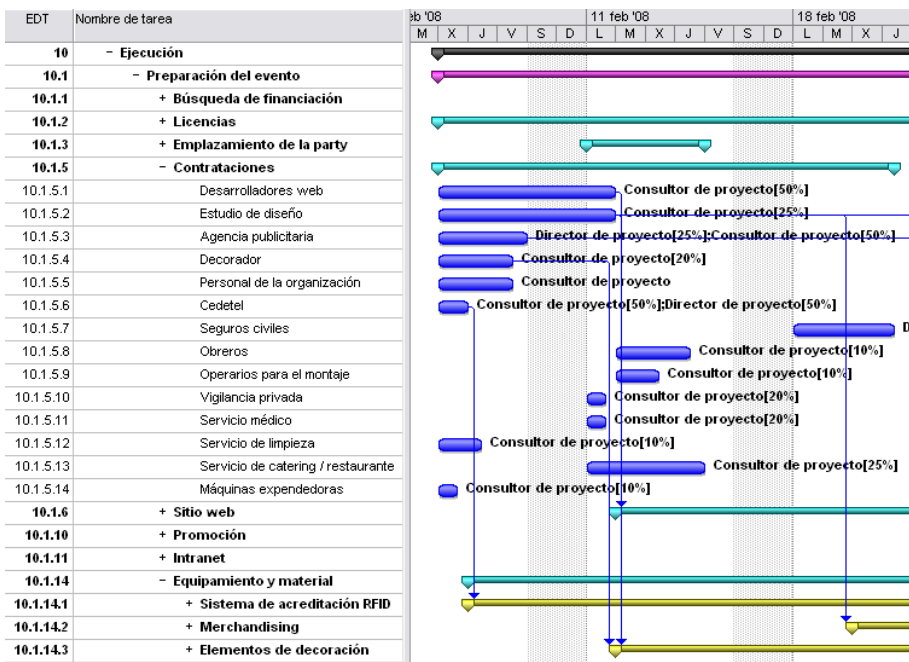 EDT Nombre de tarea eb '08 11 feb '08 18 feb '08
M X J V S D L M X J V S D L M X J
10 - Ejecución
10.1 - Preparación del evento
10.1.1 + Búsqueda de financiación
10.1.2 + Licencias
10.1.3 + Emplazamiento de la party
10.1.5 - Contrataciones
10.1.5.1 Desarrolladores web Consultor de proyecto[50%]
10.1.5.2 Estudio de diseño Consultor de proyecto[25%]
10.1.5.3 Agencia publicitaria Director de proyecto[25%];Consultor de proyecto[50%]
10.1.5.4 Decorador Consultor de proyecto[20%]
10.1.5.5 Personal de la organización Consultor de proyecto
10.1.5.6 Cedetel Consultor de proyecto[50%];Director de proyecto[50%]
10.1.5.7 Seguros civiles D
10.1.5.8 Obreros Consultor de proyecto[10%]
10.1.5.9 Operarios para el montaje Consultor de proyecto[10%]
10.1.5.10 Vigilancia privada Consultor de proyecto[20%]
10.1.5.11 Servicio médico Consultor de proyecto[20%]
10.1.5.12 Servicio de limpieza Consultor de proyecto[10%]
10.1.5.13 Servicio de catering / restaurante Consultor de proyecto[25%]
10.1.5.14 Máquinas expendedoras Consultor de proyecto[10%]
10.1.6 + Sitio web
10.1.10 + Promoción
10.1.11 + Intranet
10.1.14 - Equipamiento y material
10.1.14.1 + Sistema de acreditación RFID
10.1.14.2 + Merchandising
10.1.14.3 + Elementos de decoración